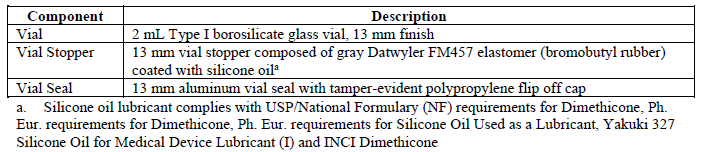 Component Description
Vial 2 mL Type I borosilicate glass vial, 13 mm finish
Vial Stopper 13 mm vial stopper composed of gray Datwyler FM457 elastomer (bromobutyl rubber)
coated with silicone oilᵃ
Vial Seal 13 mm aluminum vial seal with tamper-evident polypropylene flip off cap
a. Silicone oil lubricant complies with USP/National Formulary (NF) requirements for Dimethicone, Ph.
Eur. requirements for Dimethicone, Ph. Eur. requirements for Silicone Oil Used as a Lubricant, Yakuki 327
Silicone Oil for Medical Device Lubricant (I) and INCI Dimethicone